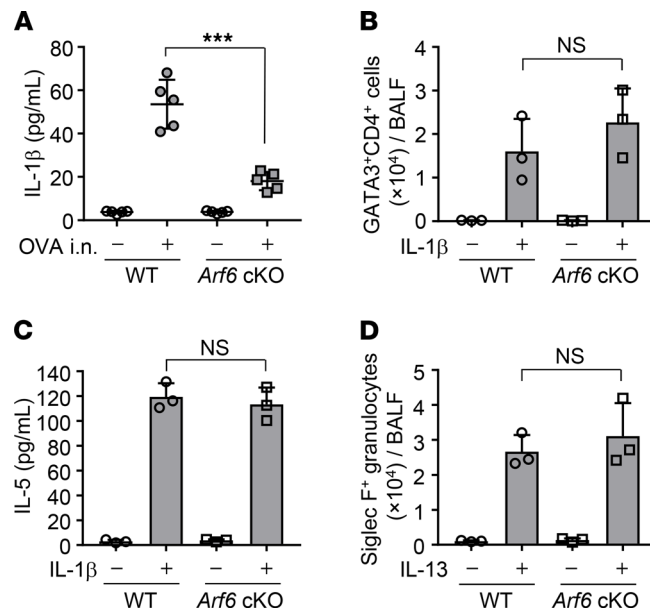 A
IL-1β (pg/mL)
80
60
40
20
0
***
OVA i.n. − + − +
WT Arf6 cKO
B
GATA3⁺CD4⁺ cells
(×10⁴) / BALF
4
3
2
1
0
NS
IL-1β − + − +
WT Arf6 cKO
C
IL-5 (pg/mL)
140
120
100
80
60
40
20
0
NS
IL-1β − + − +
WT Arf6 cKO
D
Siglec F⁺ granulocytes
(×10⁴) / BALF
5
4
3
2
1
0
NS
IL-13 − + − +
WT Arf6 cKO